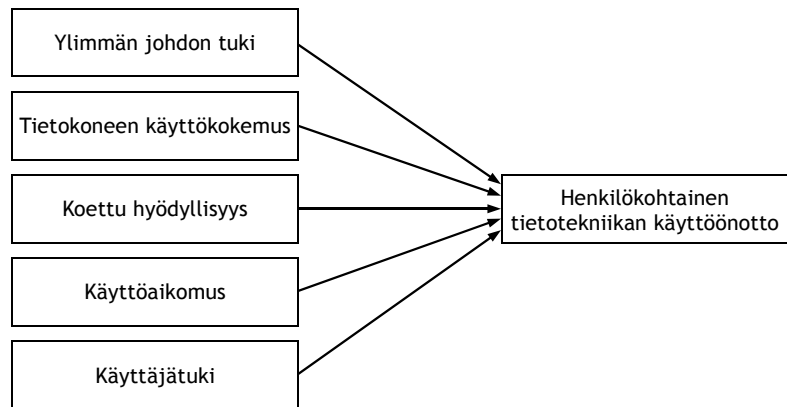 Ylimmän johdon tuki
Tietokoneen käyttökokemus
Koettu hyödyllisyys
Käyttöaikomus
Käyttäjätuki
Henkilökohtainen
tietotekniikan käyttöönotto